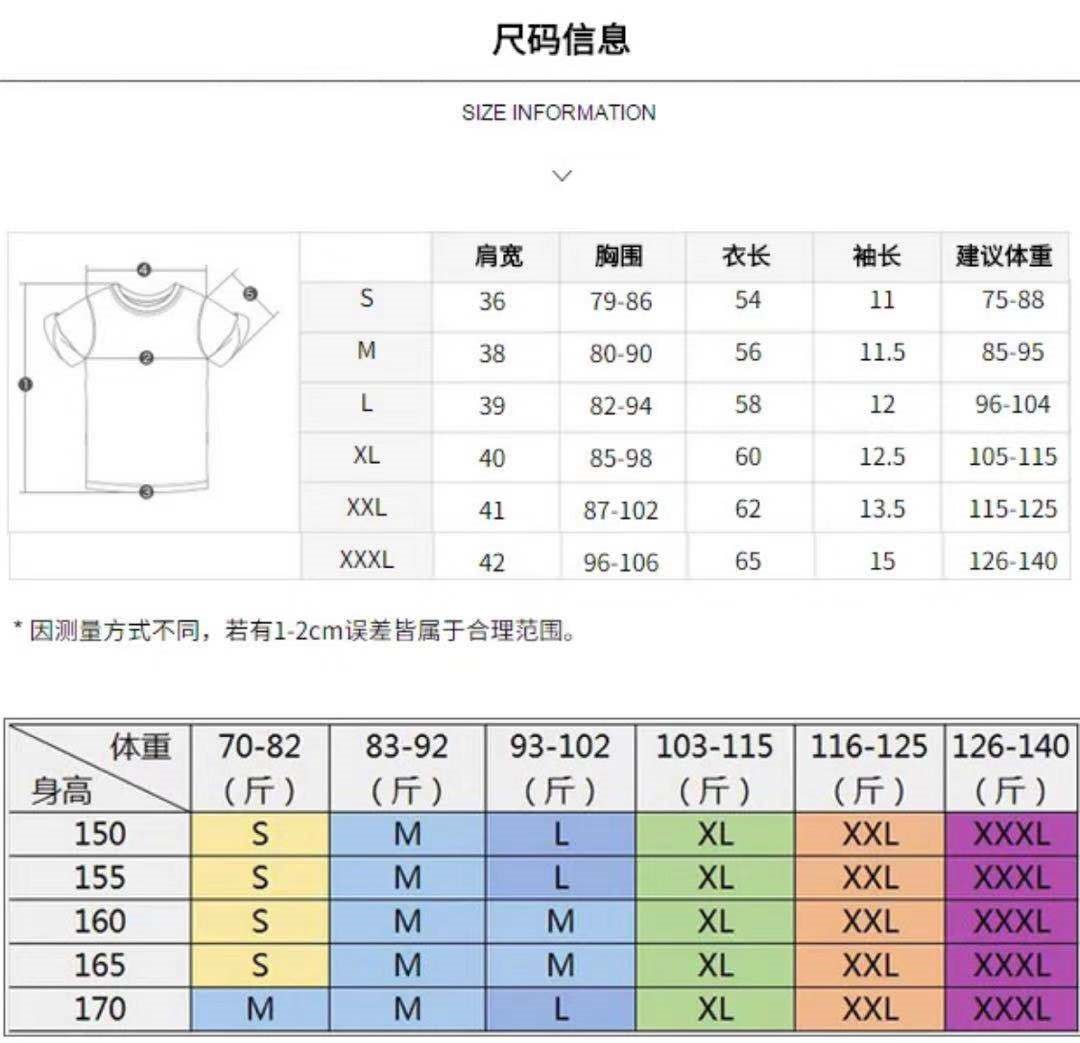 尺码信息
SIZE INFORMATION
肩宽 胸围 衣长 袖长 建议体重
S 36 79-86 54 11 75-88
M 38 80-90 56 11.5 85-95
L 39 82-94 58 12 96-104
XL 40 85-98 60 12.5 105-115
XXL 41 87-102 62 13.5 115-125
XXXL 42 96-106 65 15 126-140
④
⑤
②
①
③
* 因测量方式不同，若有1-2cm误差皆属于合理范围。
体重 70-82 83-92 93-102 103-115 116-125 126-140
身高 （斤） （斤） （斤） （斤） （斤） （斤）
150 S M L XL XXL XXXL
155 S M L XL XXL XXXL
160 S M M XL XXL XXXL
165 S M M XL XXL XXXL
170 M M L XL XXL XXXL